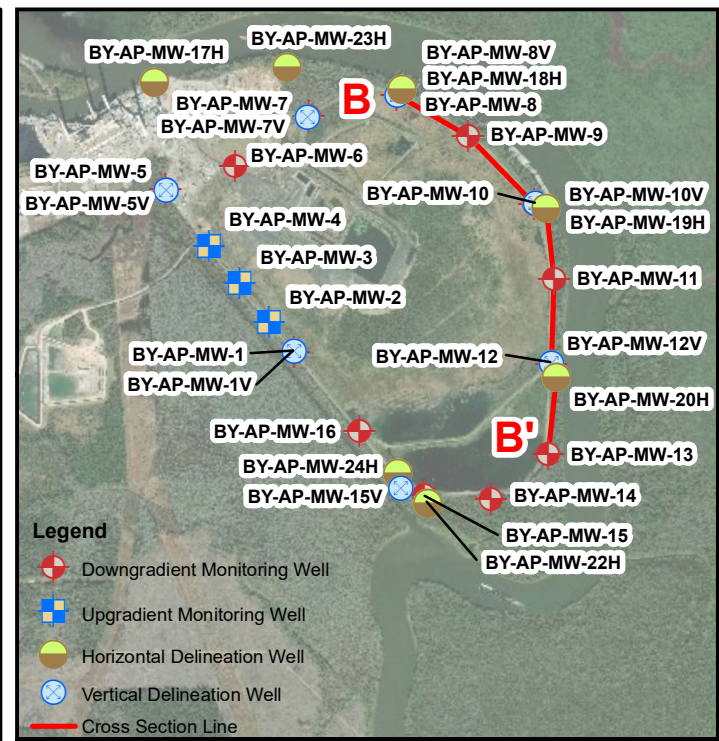 BY-AP-MW-17H
BY-AP-MW-23H
BY-AP-MW-8V
BY-AP-MW-18H
BY-AP-MW-8
B
BY-AP-MW-7
BY-AP-MW-7V
BY-AP-MW-9
BY-AP-MW-6
BY-AP-MW-5
BY-AP-MW-5V
BY-AP-MW-10
BY-AP-MW-10V
BY-AP-MW-19H
BY-AP-MW-4
BY-AP-MW-3
BY-AP-MW-2
BY-AP-MW-11
BY-AP-MW-1
BY-AP-MW-1V
BY-AP-MW-12
BY-AP-MW-12V
BY-AP-MW-20H
BY-AP-MW-16
B'
BY-AP-MW-13
BY-AP-MW-24H
BY-AP-MW-15V
BY-AP-MW-14
BY-AP-MW-15
BY-AP-MW-22H
Legend
Downgradient Monitoring Well
Upgradient Monitoring Well
Horizontal Delineation Well
Vertical Delineation Well
Cross Section Line